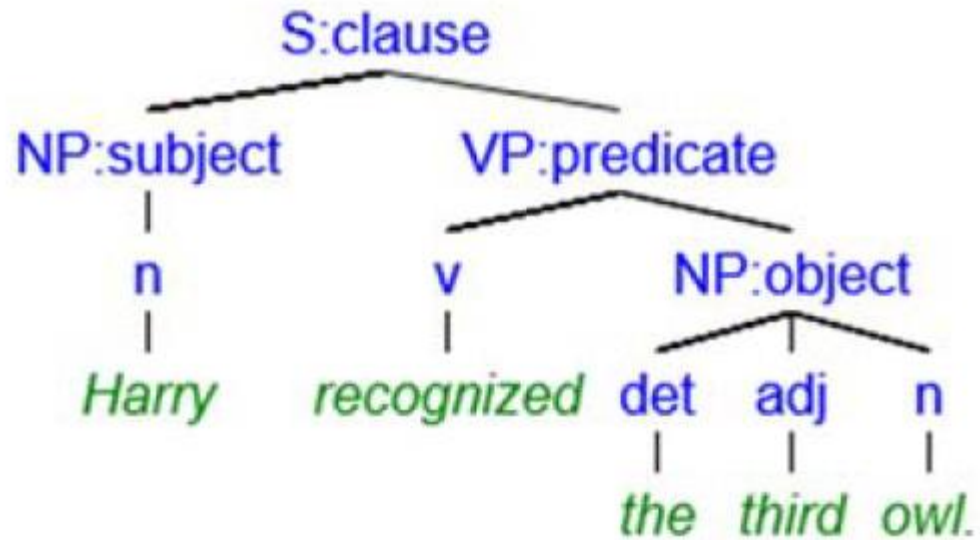 S:clause
NP:subject VP:predicate
n v NP:object
Harry recognized det adj n
the third owl.